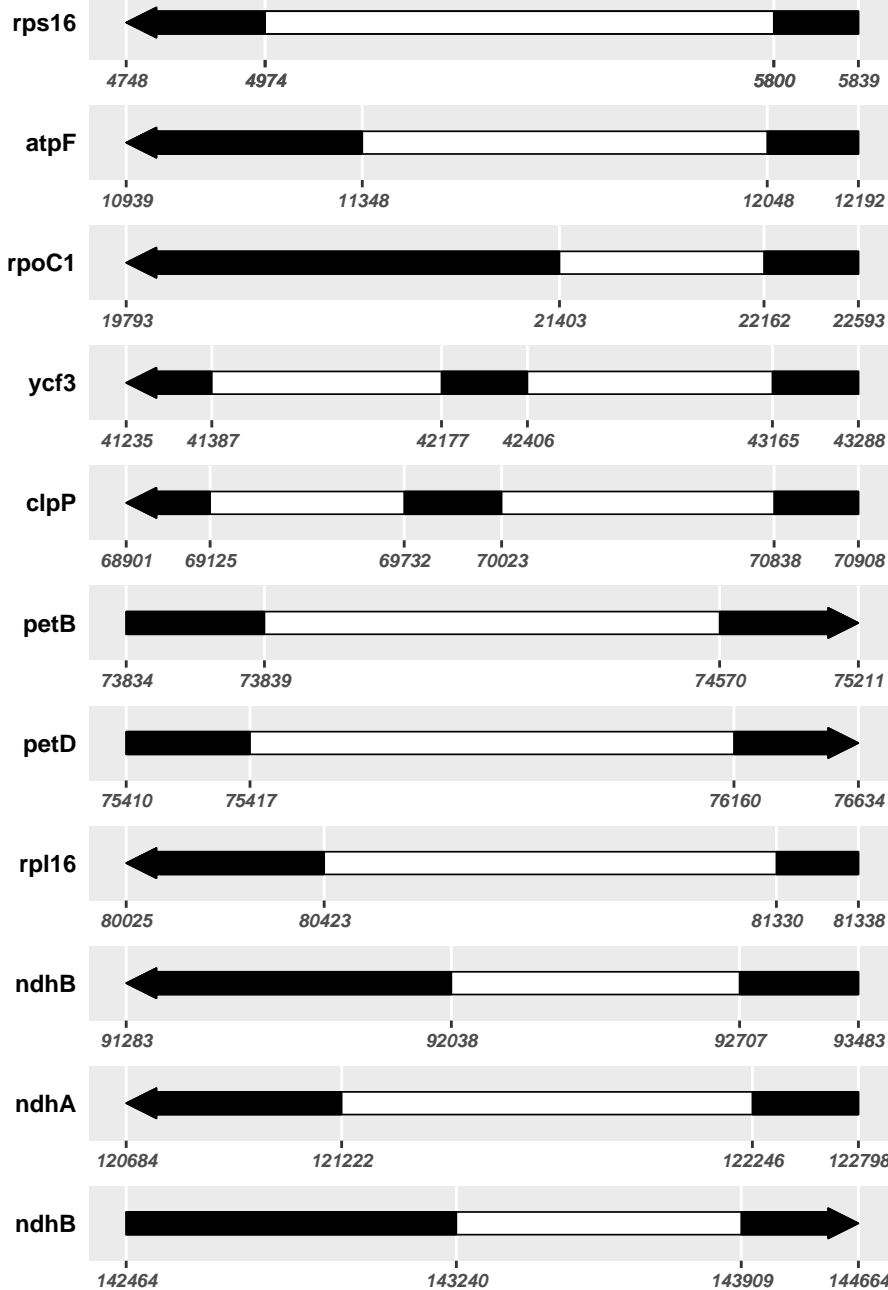 rps16
4748 4974 5800 5839
atpF
10939 11348 12048 12192
rpoC1
19793 21403 22162 22593
ycf3
41235 41387 42177 42406 43165 43288
clpP
68901 69125 69732 70023 70838 70908
petB
73834 73839 74570 75211
petD
75410 75417 76160 76634
rpl16
80025 80423 81330 81338
ndhB
91283 92038 92707 93483
ndhA
120684 121222 122246 122798
ndhB
142464 143240 143909 144664